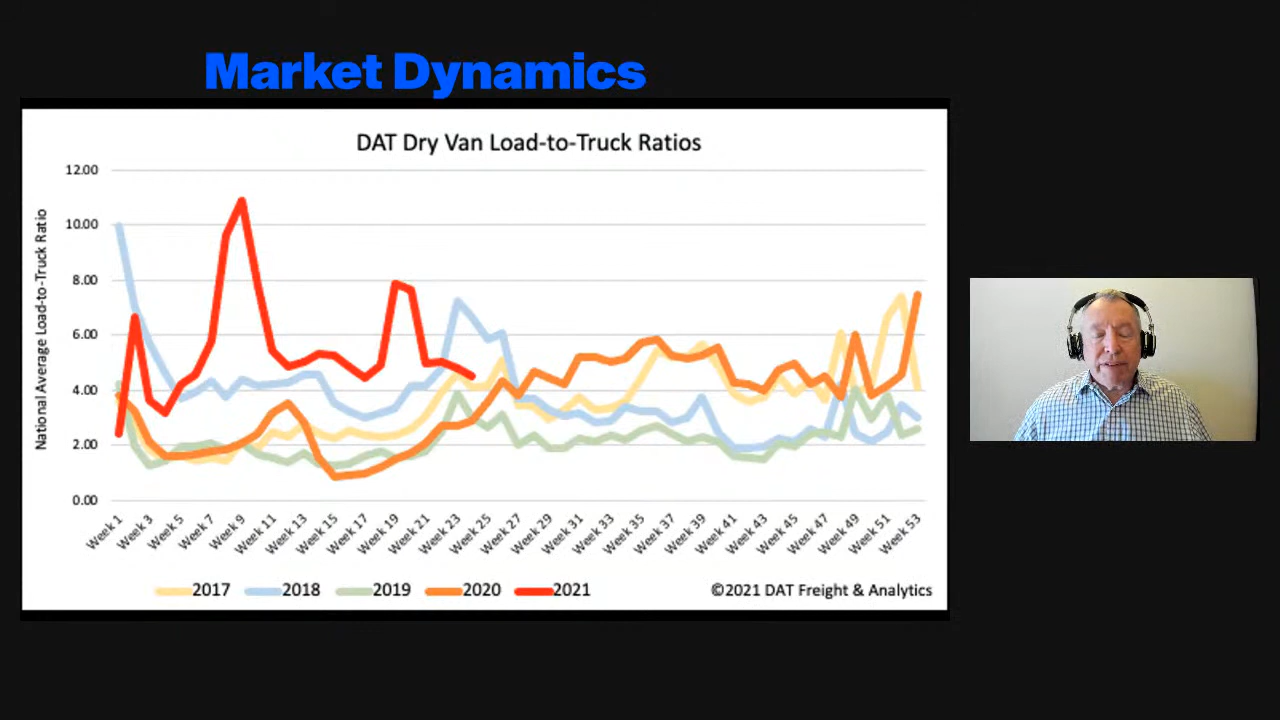 Market Dynamics
DAT Dry Van Load-to-Truck Ratios
National Average Load-to-Truck Ratio
12.00
10.00
8.00
6.00
4.00
2.00
0.00
Week 1
Week 3
Week 5
Week 7
Week 9
Week 11
Week 13
Week 15
Week 17
Week 19
Week 21
Week 23
Week 25
Week 27
Week 29
Week 31
Week 33
Week 35
Week 37
Week 39
Week 41
Week 43
Week 45
Week 47
Week 49
Week 51
Week 53
2017 2018 2019 2020 2021
©2021 DAT Freight & Analytics